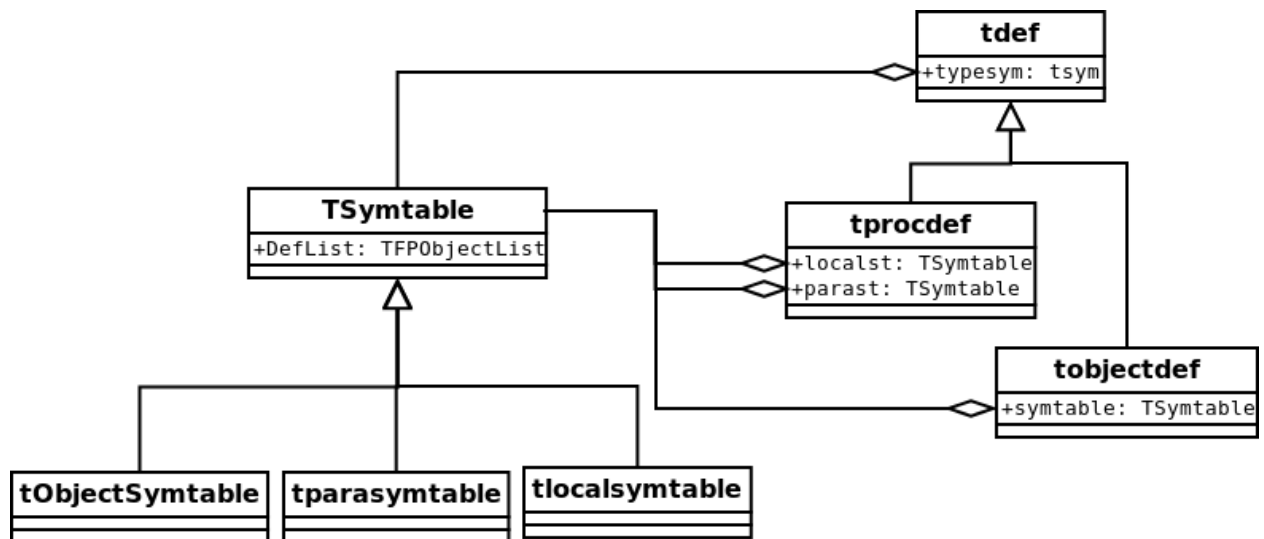 tdef
+typesym: tsym
TSymtable
+DefList: TFPObjectList
tprocdef
+localst: TSymtable
+parast: TSymtable
tobjectdef
+symtable: TSymtable
tObjectSymtable
tparasymtable
tlocalsymtable